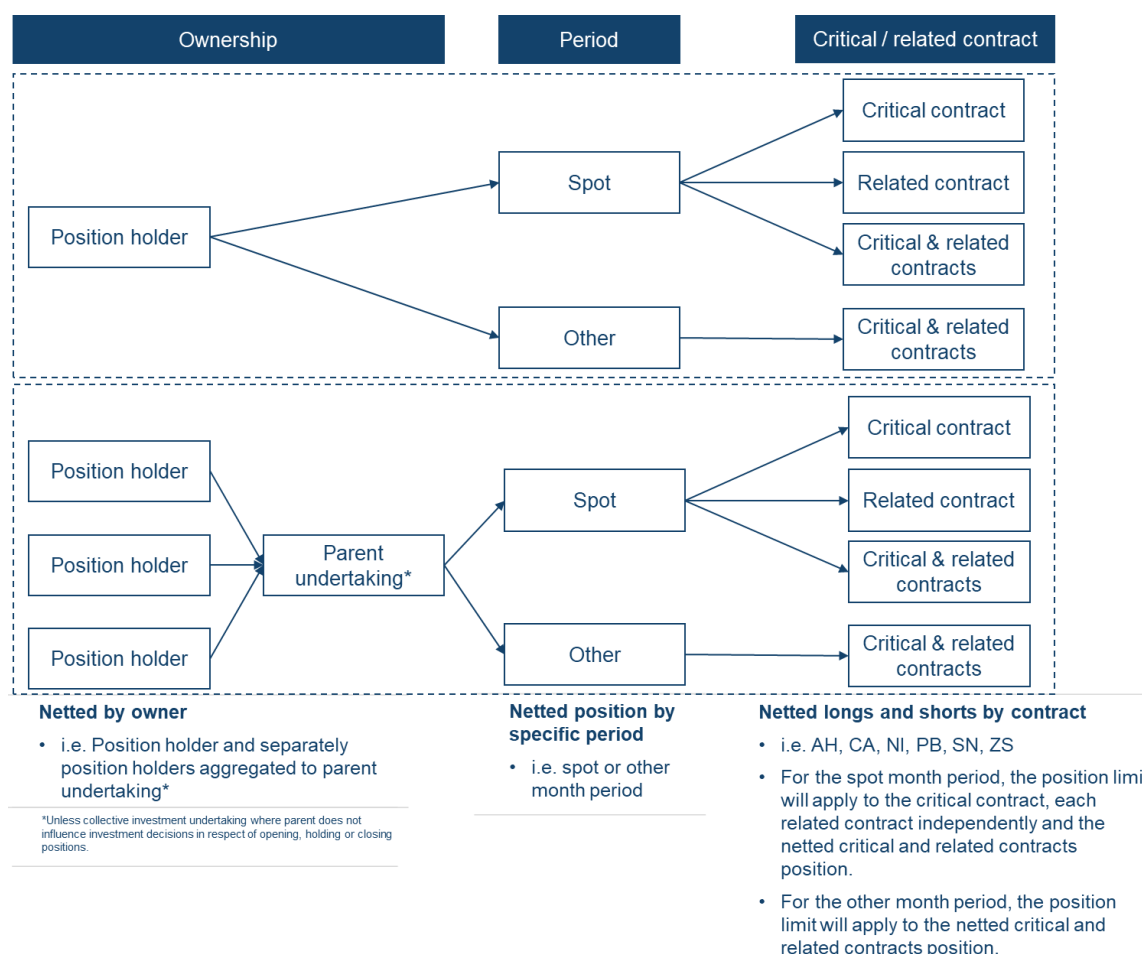 Ownership
Period
Critical / related contract
Critical contract
Spot
Related contract
Position holder
Critical & related
contracts
Other
Critical & related
contracts
Critical contract
Position holder
Spot
Related contract
Position holder
Parent
undertaking*
Critical & related
contracts
Position holder
Other
Critical & related
contracts
Netted by owner
• i.e. Position holder and separately
position holders aggregated to parent
undertaking*
*Unless collective investment undertaking where parent does not
influence investment decisions in respect of opening, holding or closing
positions.
Netted position by
specific period
• i.e. spot or other
month period
Netted longs and shorts by contract
• i.e. AH, CA, NI, PB, SN, ZS
• For the spot month period, the position limi
will apply to the critical contract, each
related contract independently and the
netted critical and related contracts
position.
• For the other month period, the position
limit will apply to the netted critical and
related contracts position.